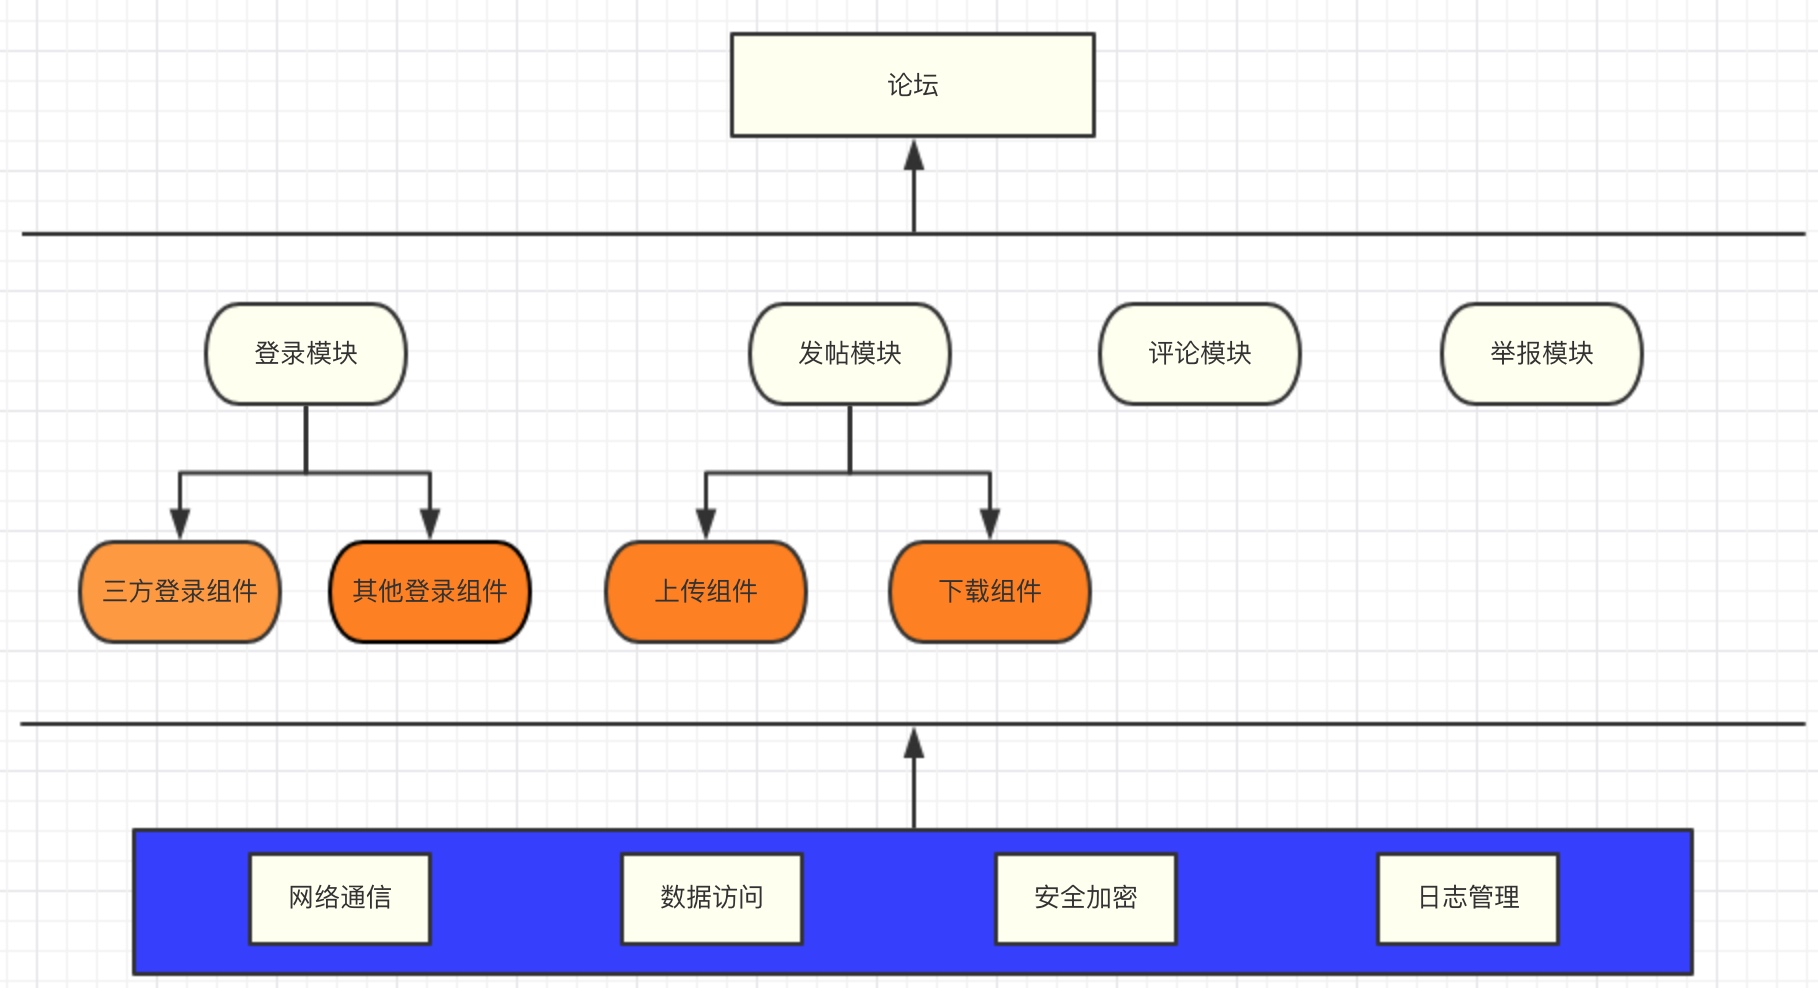 论坛
登录模块
发帖模块
评论模块
举报模块
三方登录组件
其他登录组件
上传组件
下载组件
网络通信
数据访问
安全加密
日志管理